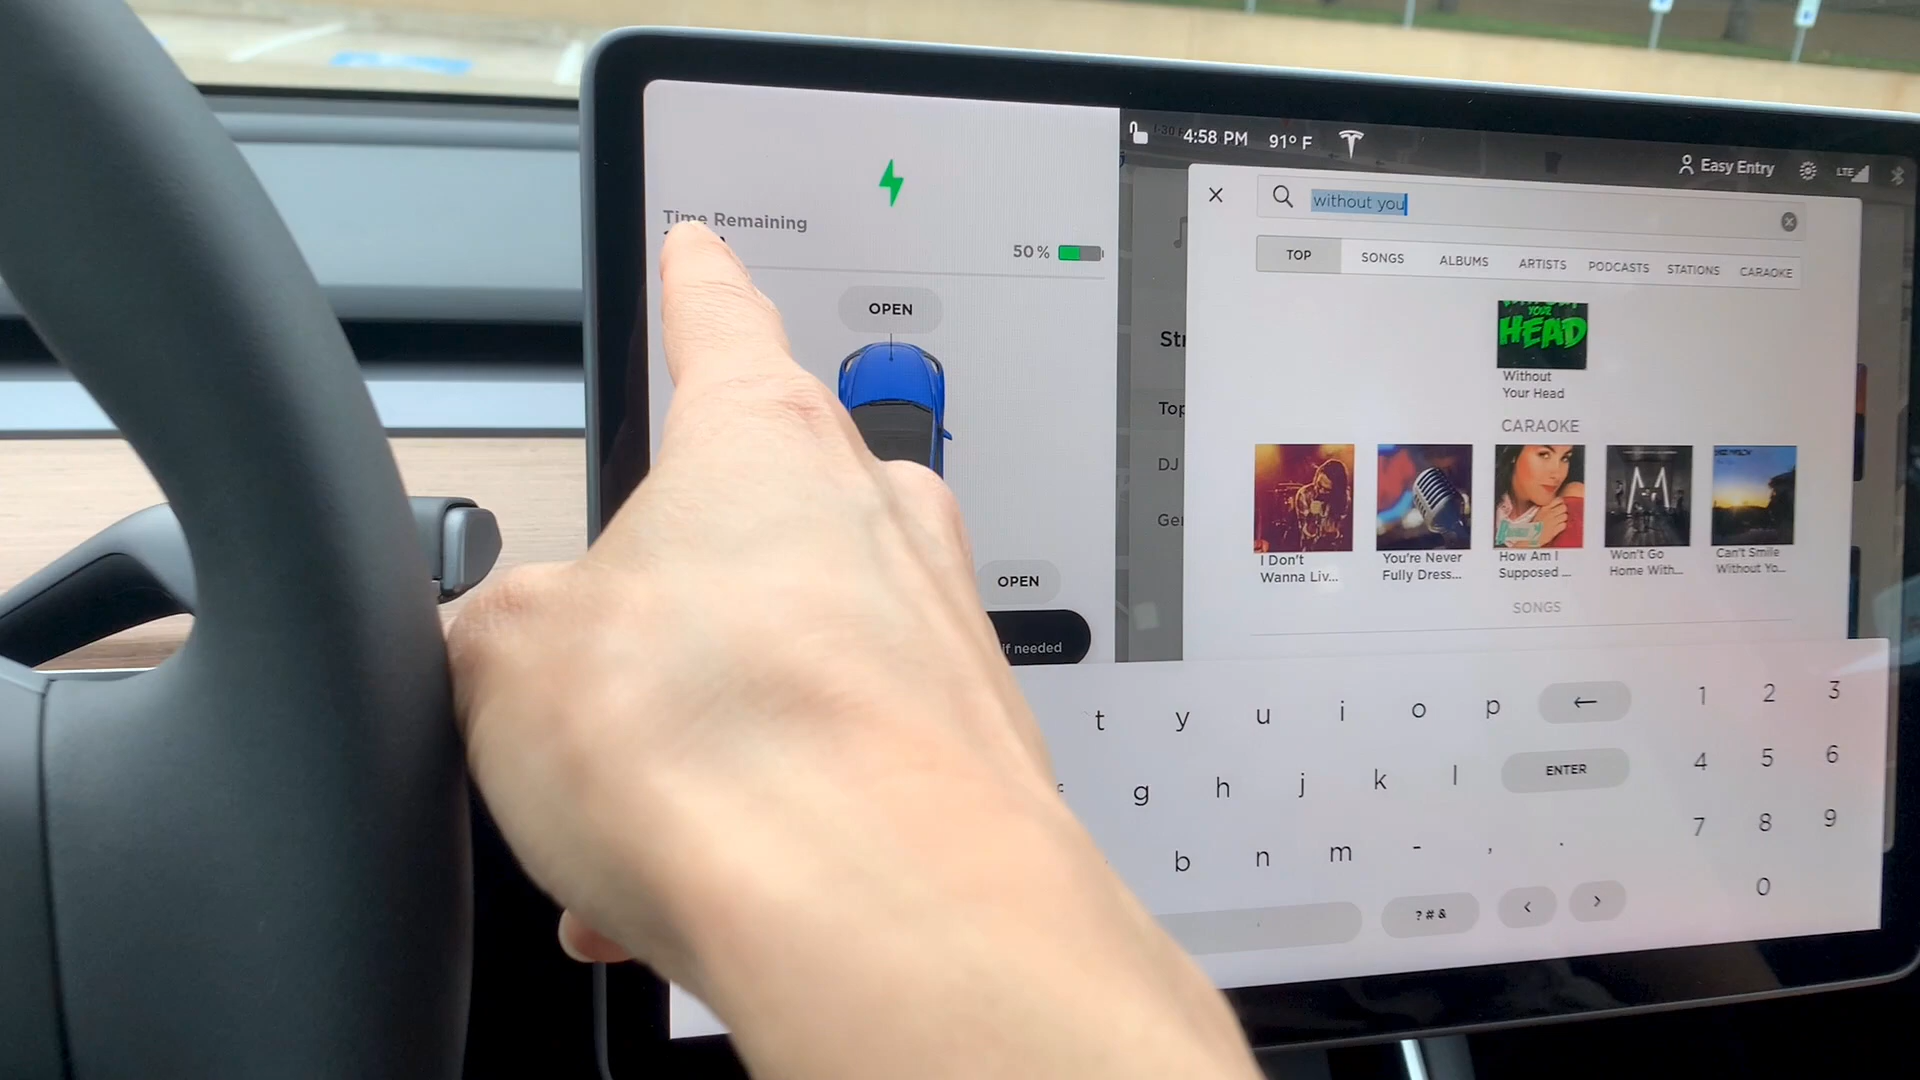 Time Remaining
50 %
OPEN
OPEN
if needed
4:58 PM 91° F
Easy Entry
LTE
without you
TOP SONGS ALBUMS ARTISTS PODCASTS STATIONS CARAOKE
YOUR
HEAD
Without
Your Head
CARAOKE
I Don't
Wanna Liv...
You're Never
Fully Dress...
How Am I
Supposed ...
Won't Go
Home With...
Can't Smile
Without Yo...
SONGS
Top
DJ
t y u i o p ← 1 2 3
g h j k l ENTER 4 5 6
b n m - , . 7 8 9
? # & < > 0